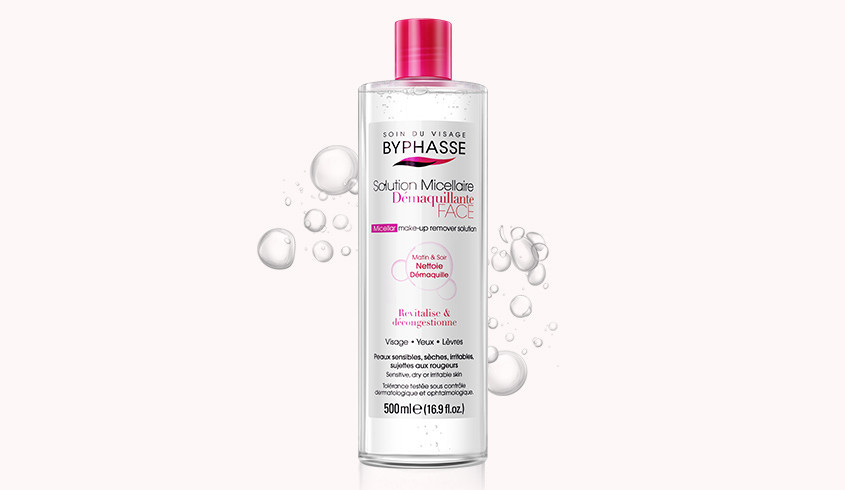 SOIN DU VISAGE
BYPHASSE
Solution Micellaire
Démaquillante
FACE
Micellar make-up remover solution
Matin & Soir
Nettoie
Démaquille
Revitalise &
décongestionne
Visage • Yeux • Lèvres
Peaux sensibles, sèches, irritables,
sujettes aux rougeurs
Sensitive, dry or irritable skin
Tolérance testée sous contrôle
dermatologique et ophtalmologique.
500 ml e (16.9 fl.oz.)